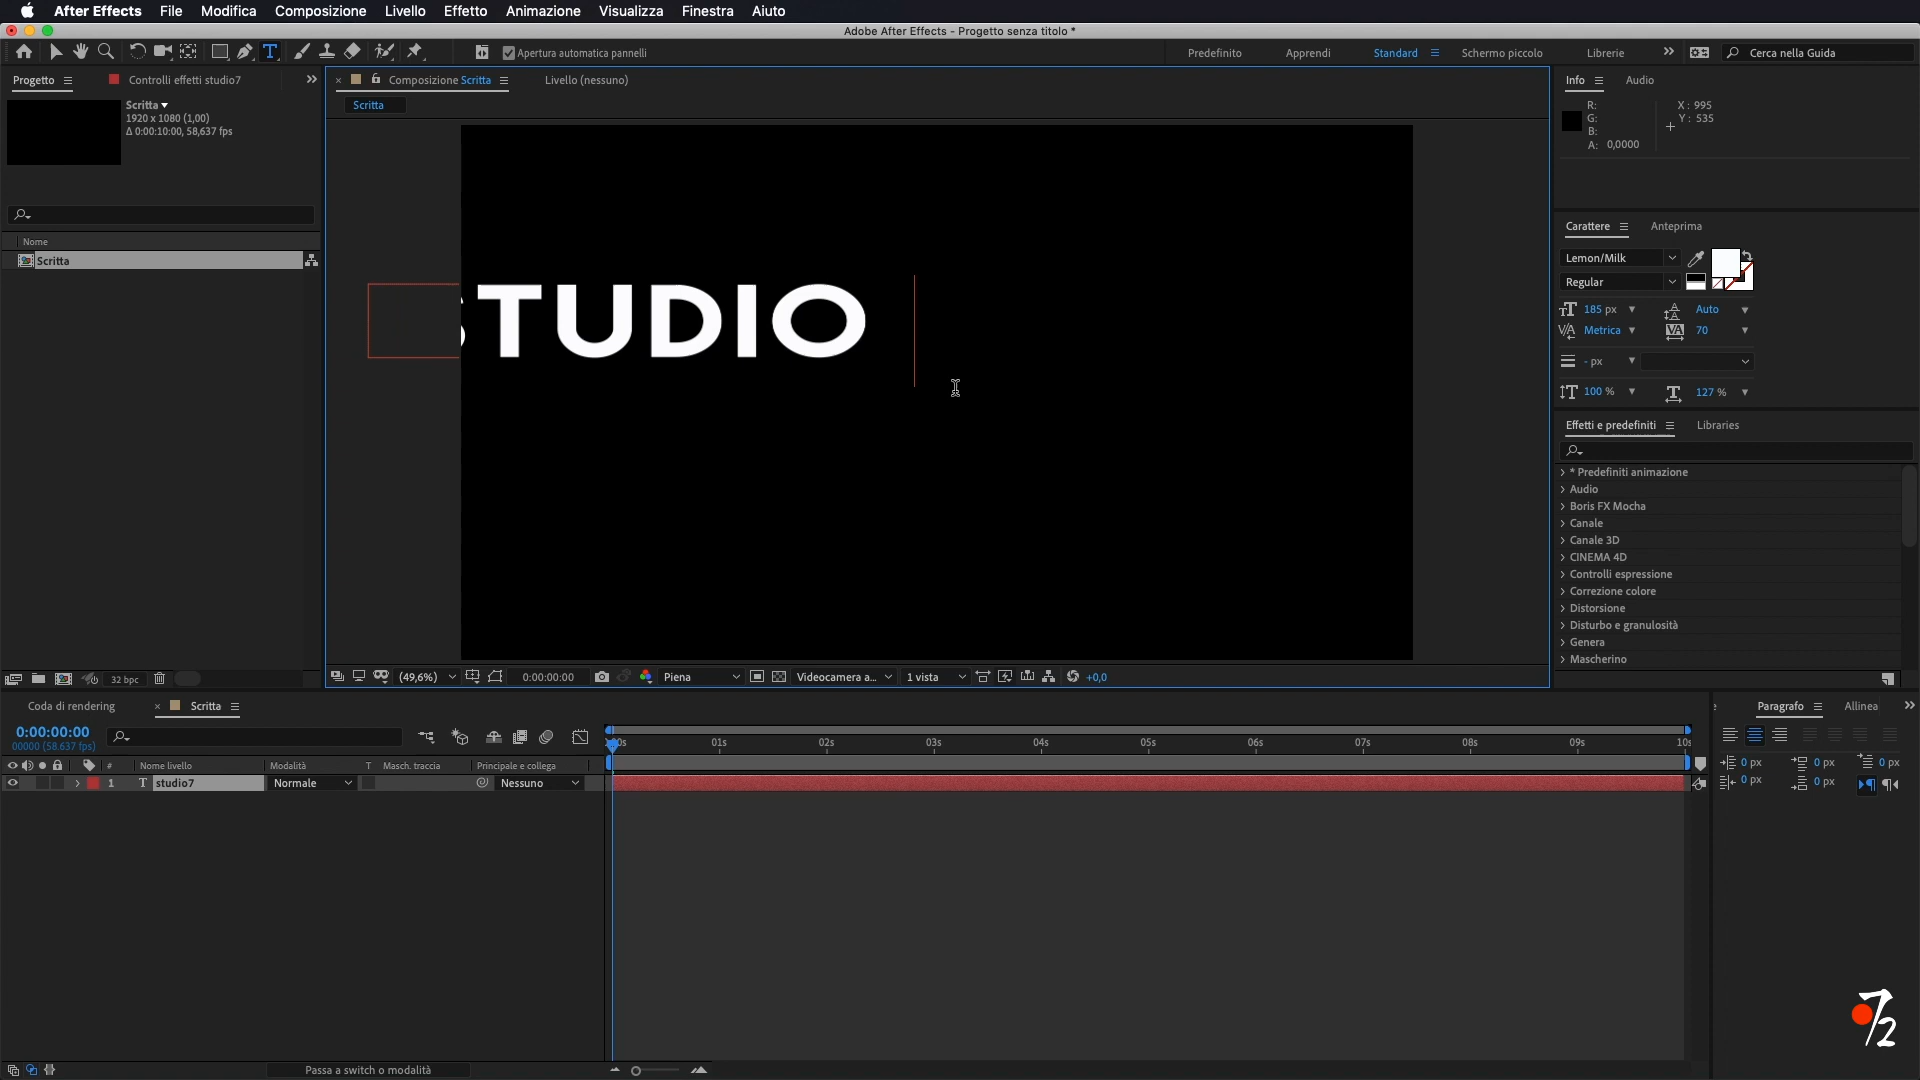 After Effects File Modifica Composizione Livello Effetto Animazione Visualizza Finestra Aiuto
Adobe After Effects - Progetto senza titolo *
Apertura automatica pannelli
Predefinito Apprendi Standard Schermo piccolo Librerie Cerca nella Guida
Progetto Controlli effetti studio7
Composizione Scritta Livello (nessuno)
Info Audio
Scritta
1920 x 1080 (1,00)
Δ 0:00:10:00, 58,637 fps
Scritta
R:
G:
B:
A: 0,0000
X : 995
Y : 535
Nome
Scritta
STUDIO
Carattere Anteprima
Lemon/Milk
Regular
185 px Auto
Metrica 70
- px
100 % 127 %
Effetti e predefiniti Libraries
* Predefiniti animazione
Audio
Boris FX Mocha
Canale
Canale 3D
CINEMA 4D
Controlli espressione
Correzione colore
Distorsione
Disturbo e granulosità
Genera
Mascherino
32 bpc
(49,6%) 0:00:00:00 Piena Videocamera a... 1 vista +0,0
Coda di rendering Scritta
0:00:00:00
00000 (58.637 fps)
01s 02s 03s 04s 05s 06s 07s 08s 09s
# Nome livello Modalità T Masch. traccia Principale e collega
1 T studio7 Normale Nessuno
Passa a switch o modalità
Paragrafo Allinea
0 px 0 px 0 px
0 px 0 px
7/2